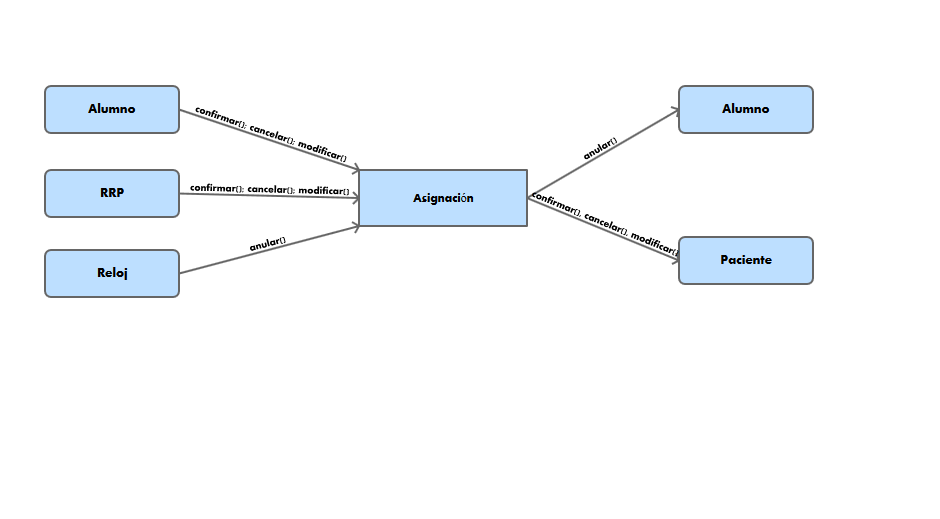 Alumno
confirmar(); cancelar(); modificar()
RRP
confirmar(); cancelar(); modificar()
Reloj
anular()
Asignación
anular()
Alumno
confirmar(), cancelar(), modificar()
Paciente